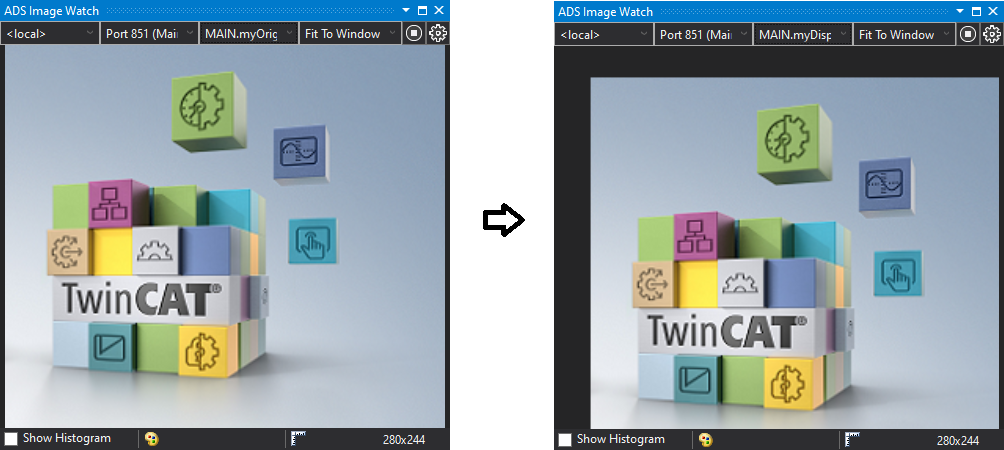 ADS Image Watch
<local> Port 851 (Mai MAIN.myOrig Fit To Window
TwinCAT®
Show Histogram 280x244
ADS Image Watch
<local> Port 851 (Mai MAIN.myDisp Fit To Window
TwinCAT®
Show Histogram 280x244